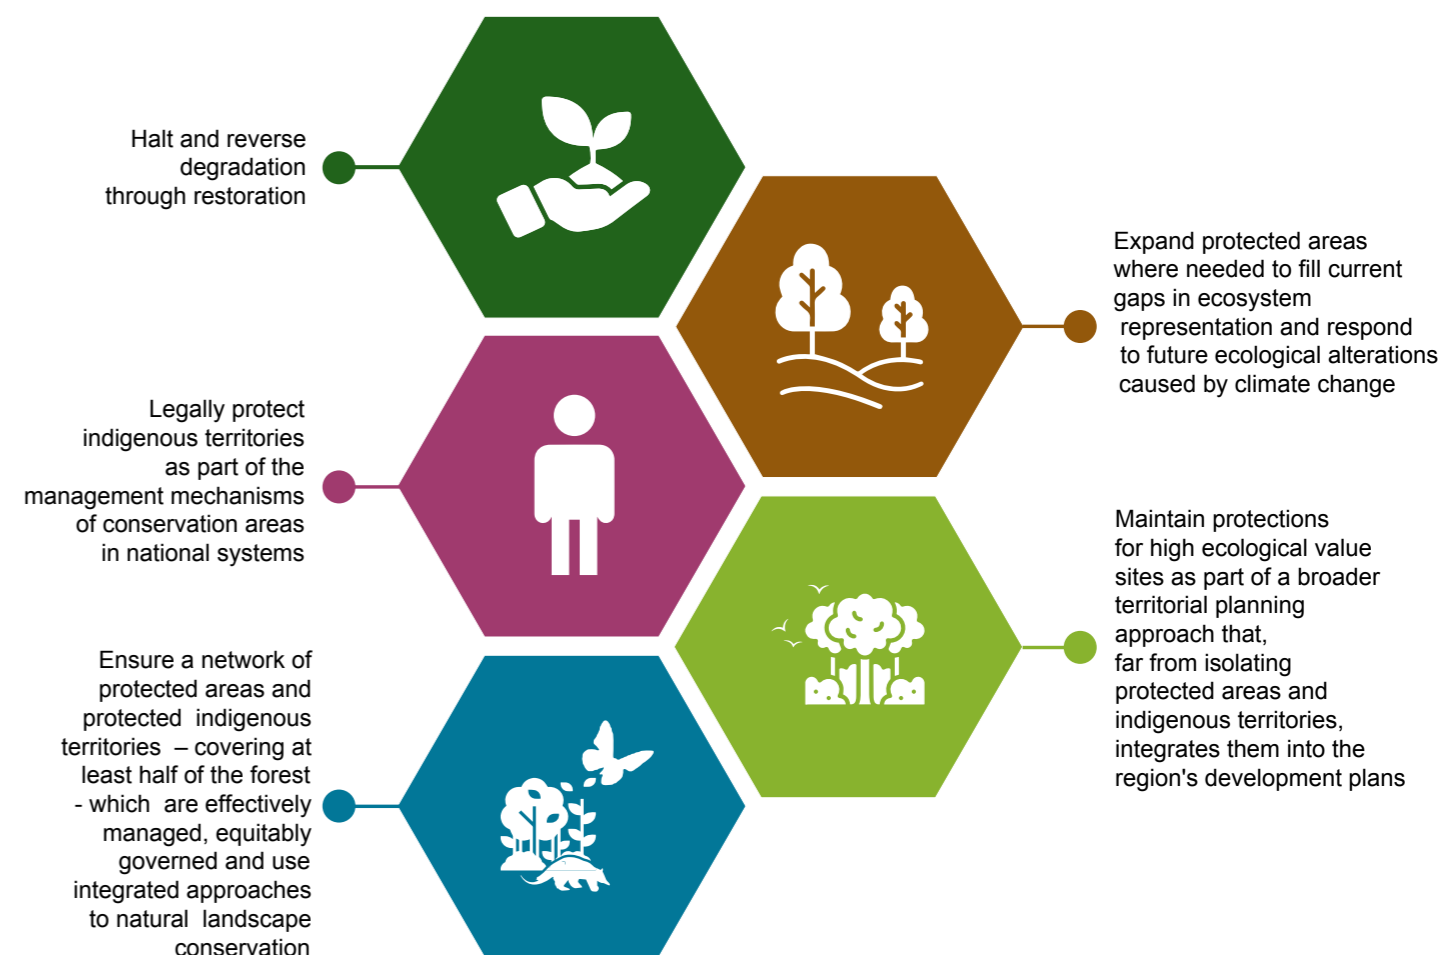 Halt and reverse
degradation
through restoration
Expand protected areas
where needed to fill current
gaps in ecosystem
representation and respond
to future ecological alterations
caused by climate change
Legally protect
indigenous territories
as part of the
management mechanisms
of conservation areas
in national systems
Maintain protections
for high ecological value
sites as part of a broader
territorial planning
approach that,
far from isolating
protected areas and
indigenous territories,
integrates them into the
region's development plans
Ensure a network of
protected areas and
protected indigenous
territories – covering at
least half of the forest
- which are effectively
managed, equitably
governed and use
integrated approaches
to natural landscape
conservation